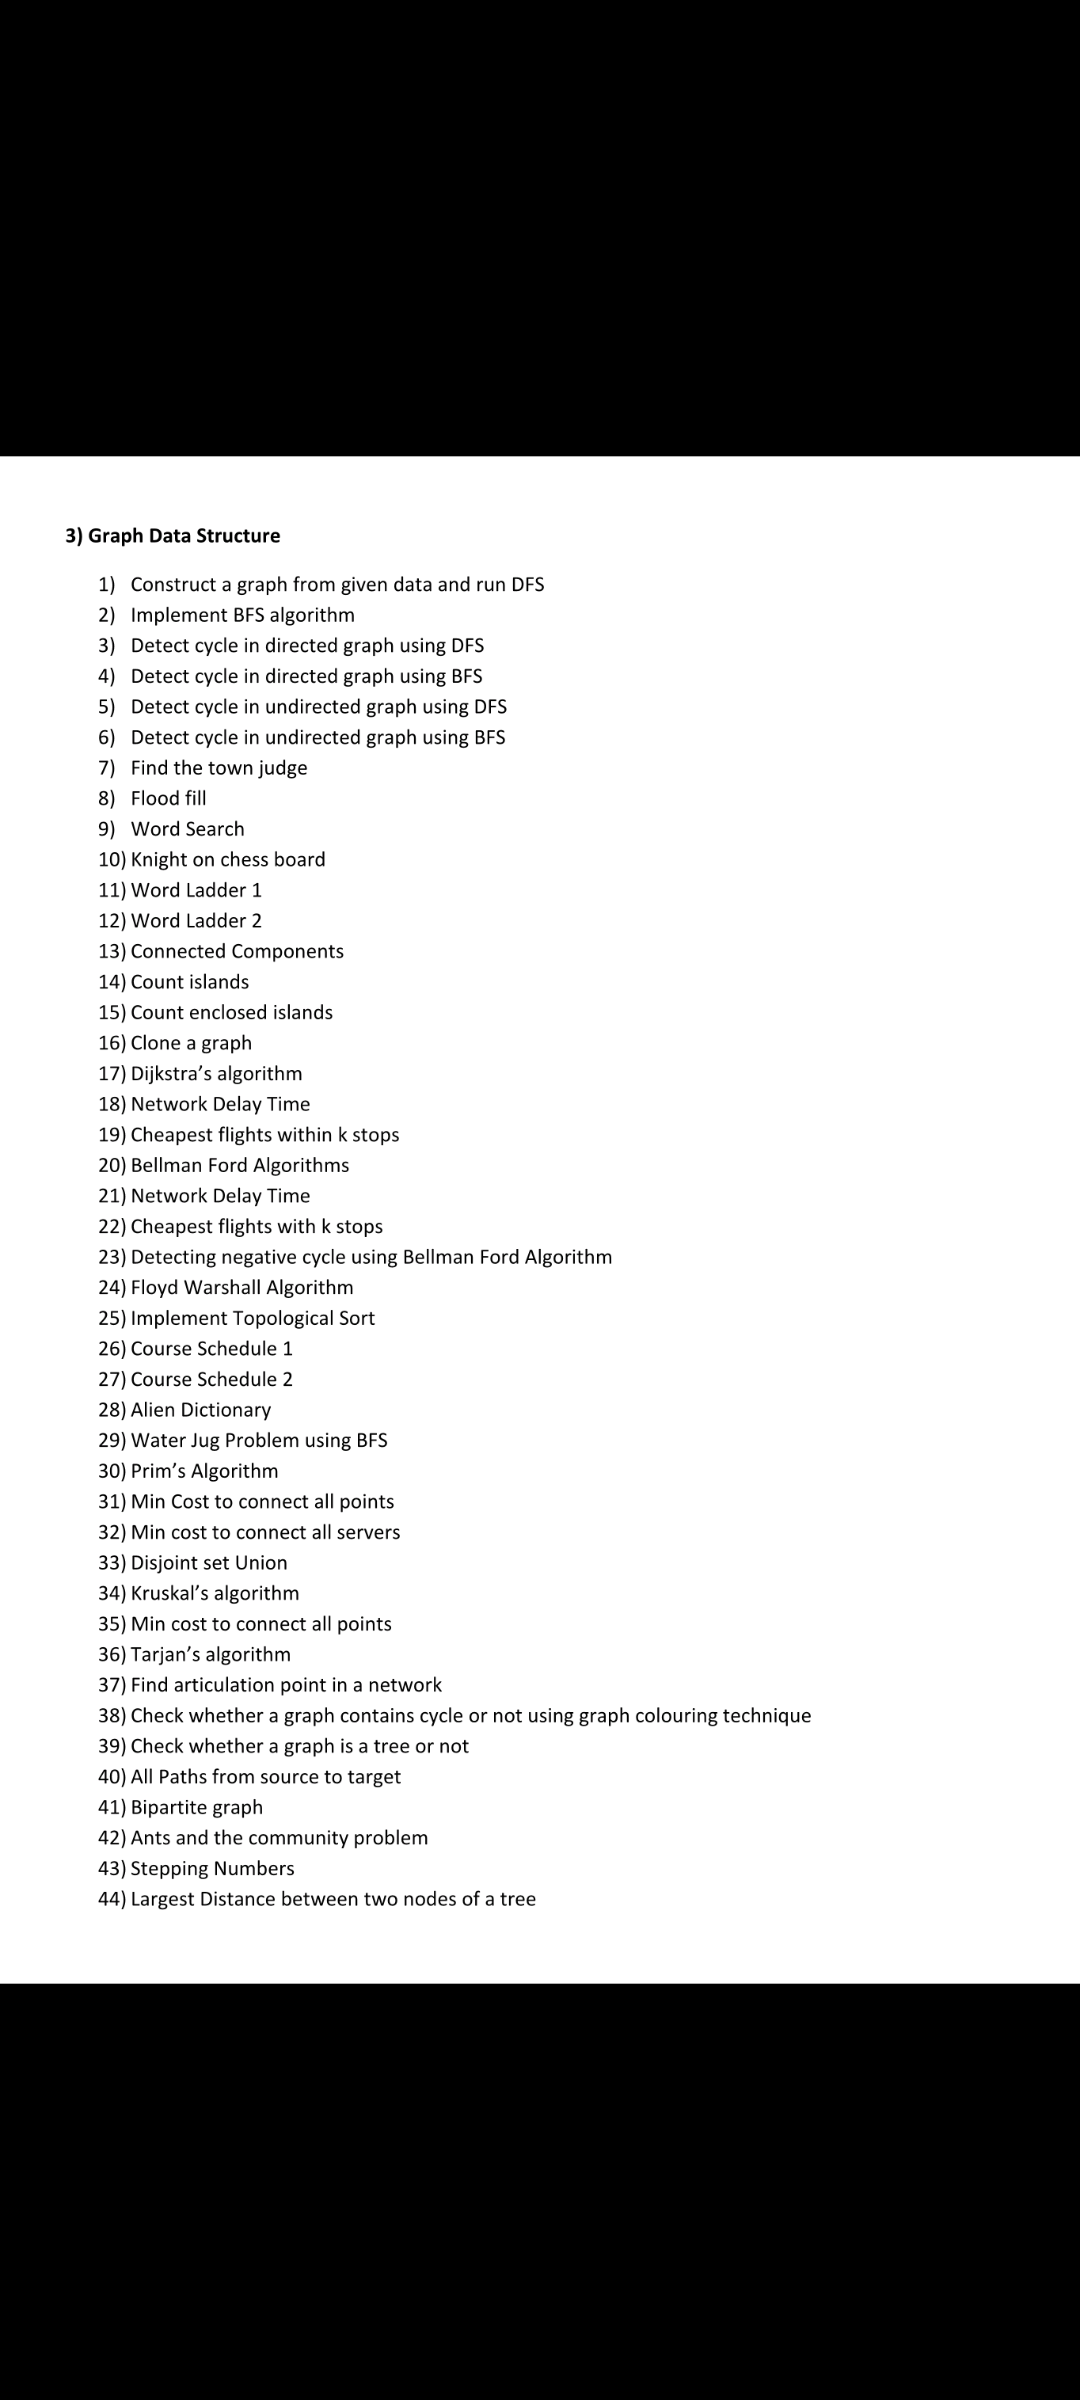 3) Graph Data Structure
1) Construct a graph from given data and run DFS
2) Implement BFS algorithm
3) Detect cycle in directed graph using DFS
4) Detect cycle in directed graph using BFS
5) Detect cycle in undirected graph using DFS
6) Detect cycle in undirected graph using BFS
7) Find the town judge
8) Flood fill
9) Word Search
10) Knight on chess board
11) Word Ladder 1
12) Word Ladder 2
13) Connected Components
14) Count islands
15) Count enclosed islands
16) Clone a graph
17) Dijkstra’s algorithm
18) Network Delay Time
19) Cheapest flights within k stops
20) Bellman Ford Algorithms
21) Network Delay Time
22) Cheapest flights with k stops
23) Detecting negative cycle using Bellman Ford Algorithm
24) Floyd Warshall Algorithm
25) Implement Topological Sort
26) Course Schedule 1
27) Course Schedule 2
28) Alien Dictionary
29) Water Jug Problem using BFS
30) Prim’s Algorithm
31) Min Cost to connect all points
32) Min cost to connect all servers
33) Disjoint set Union
34) Kruskal’s algorithm
35) Min cost to connect all points
36) Tarjan’s algorithm
37) Find articulation point in a network
38) Check whether a graph contains cycle or not using graph colouring technique
39) Check whether a graph is a tree or not
40) All Paths from source to target
41) Bipartite graph
42) Ants and the community problem
43) Stepping Numbers
44) Largest Distance between two nodes of a tree